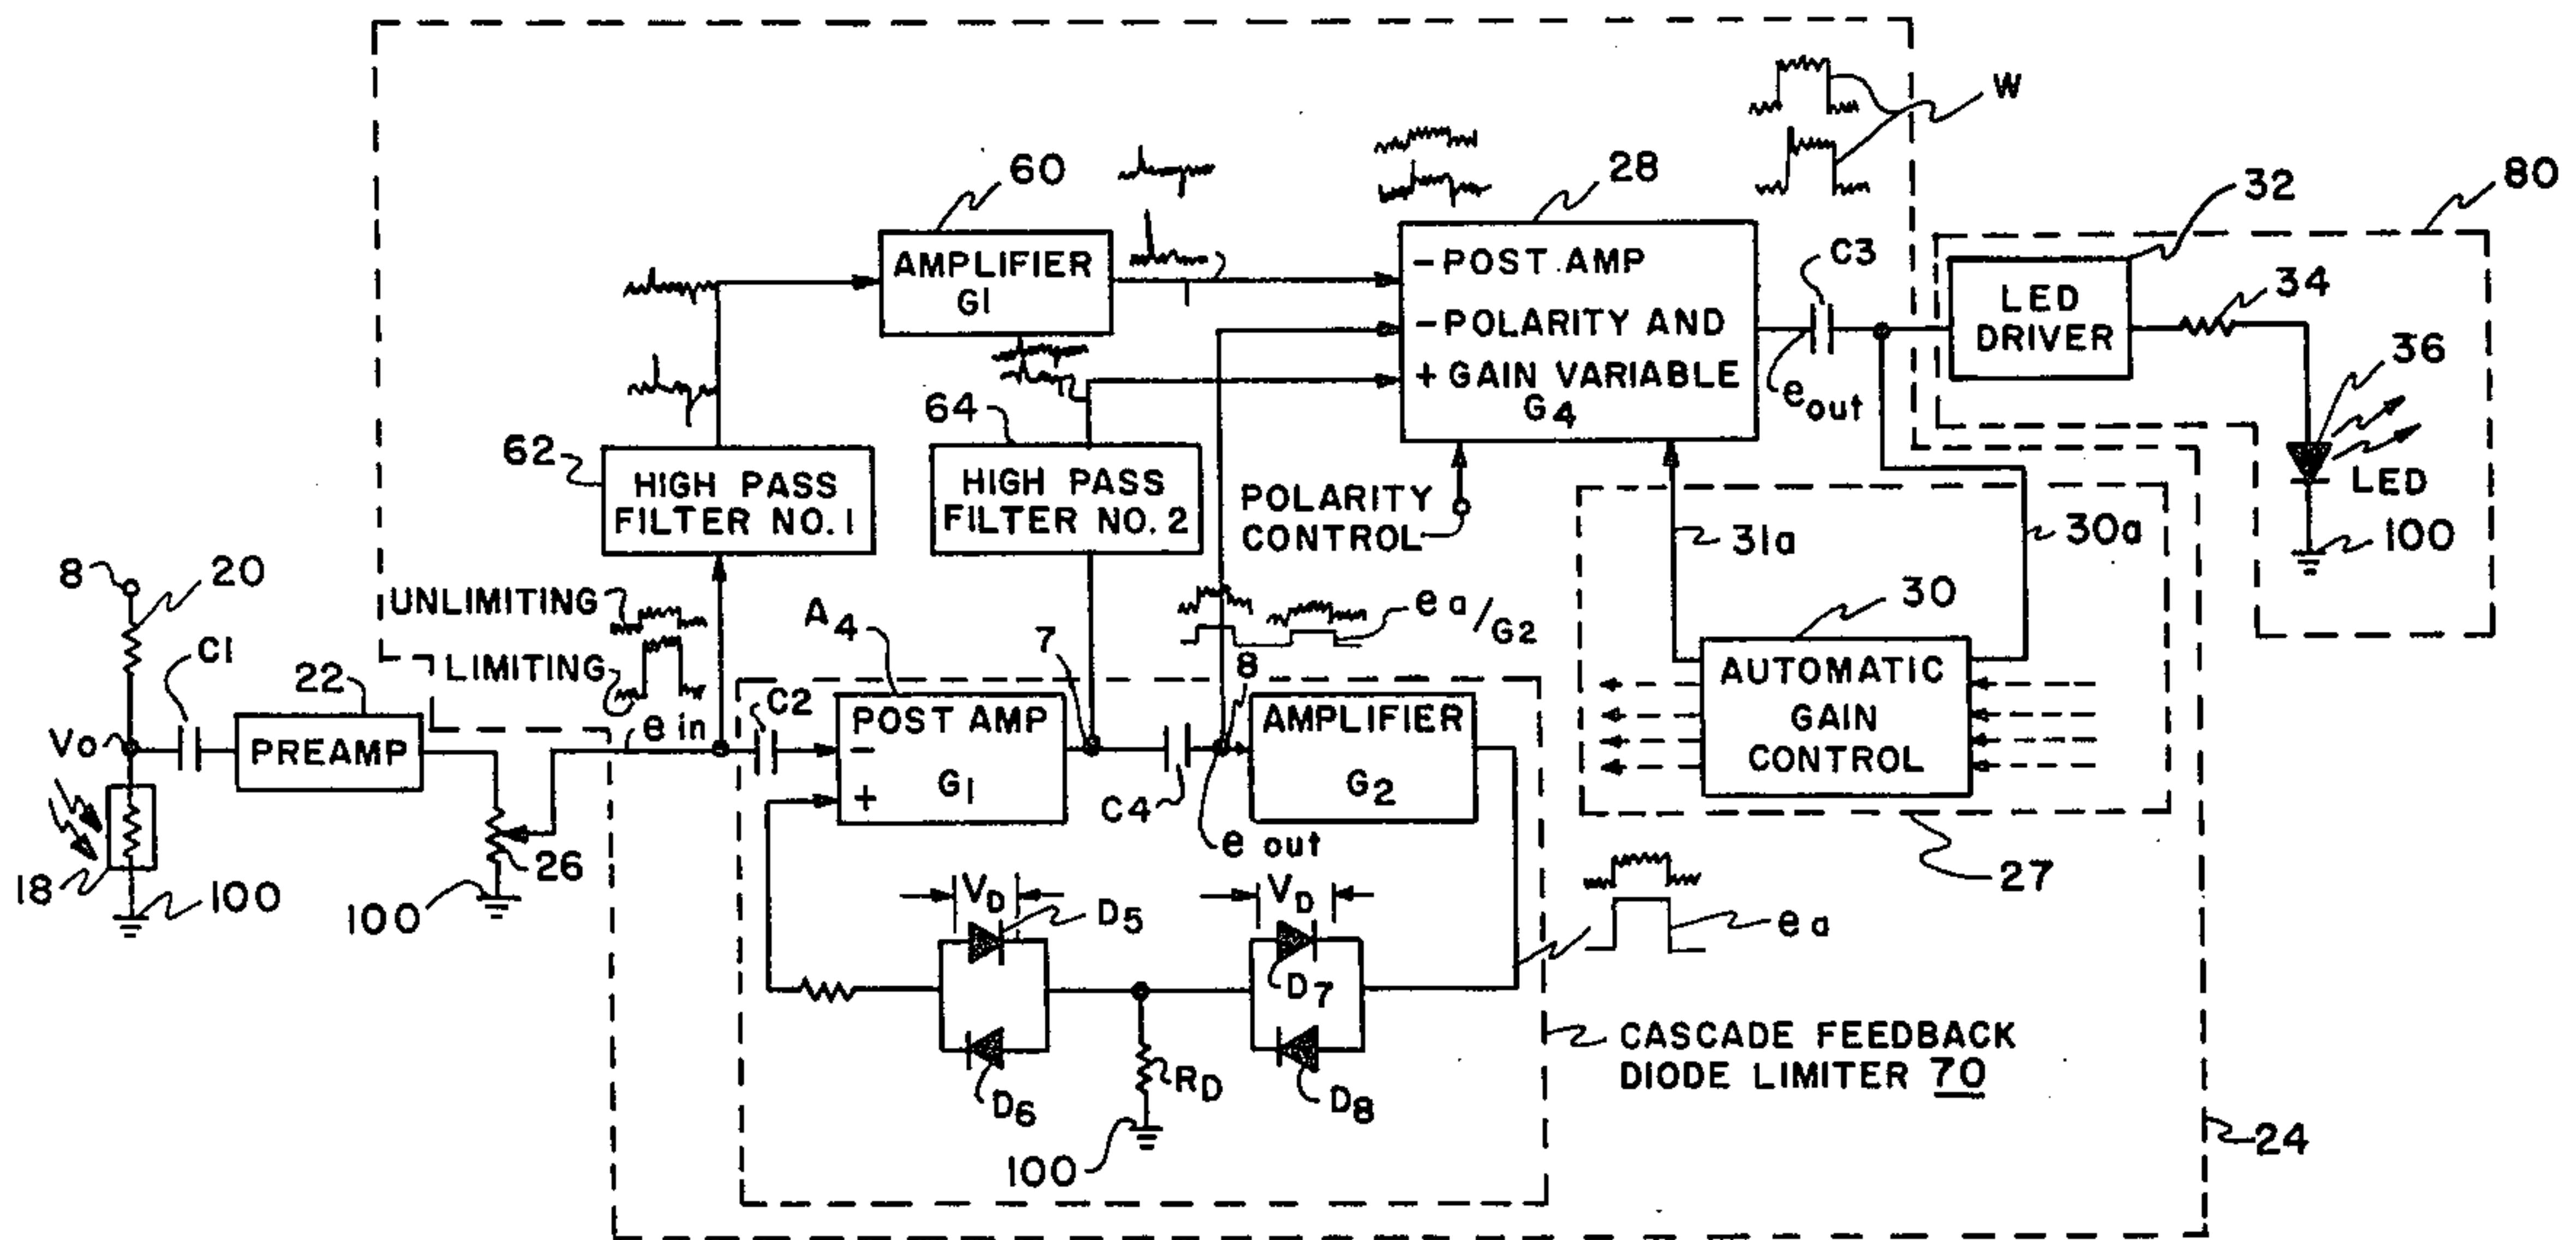 W
60
28
32
80
AMPLIFIER
G1
- POST AMP
- POLARITY AND
+ GAIN VARIABLE
G4
C3
e out
LED
DRIVER
34
36
LED
100
62
HIGH PASS
FILTER NO. 1
64
HIGH PASS
FILTER NO. 2
POLARITY
CONTROL
31a
30a
8
20
UNLIMITING
LIMITING
e in
A4
7
8
ea/G2
30
AUTOMATIC
GAIN
CONTROL
27
C1
22
PREAMP
Vo
18
100
26
100
C2
POST AMP
-
+
G1
C4
e out
AMPLIFIER
G2
VD
D5
VD
D7
ea
D6
RD
D8
100
CASCADE FEEDBACK
DIODE LIMITER 70
24